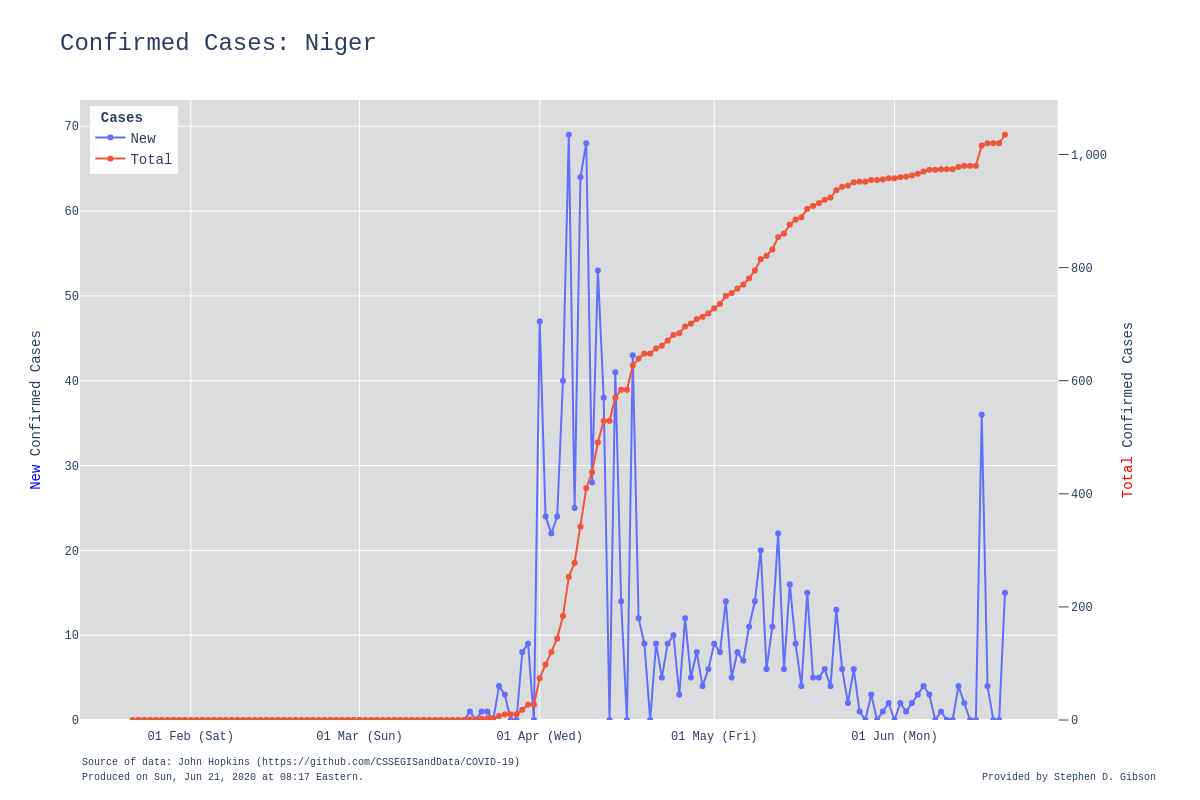 Confirmed Cases: Niger
Cases
New
Total
70
60
50
40
30
20
10
0
1,000
800
600
400
200
0
New Confirmed Cases
Total Confirmed Cases
01 Feb (Sat)
01 Mar (Sun)
01 Apr (Wed)
01 May (Fri)
01 Jun (Mon)
Source of data: John Hopkins (https://github.com/CSSEGISandData/COVID-19)
Produced on Sun, Jun 21, 2020 at 08:17 Eastern.
Provided by Stephen D. Gibson